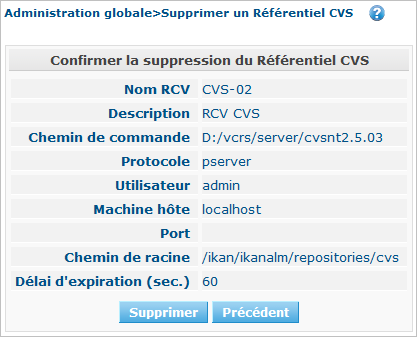 Administration globale>Supprimer un Référentiel CVS ?
Confirmer la suppression du Référentiel CVS
Nom RCV CVS-02
Description RCV CVS
Chemin de commande D:/vcrs/server/cvsnt2.5.03
Protocole pserver
Utilisateur admin
Machine hôte localhost
Port
Chemin de racine /ikan/ikanalm/repositories/cvs
Délai d'expiration (sec.) 60
Supprimer Précédent